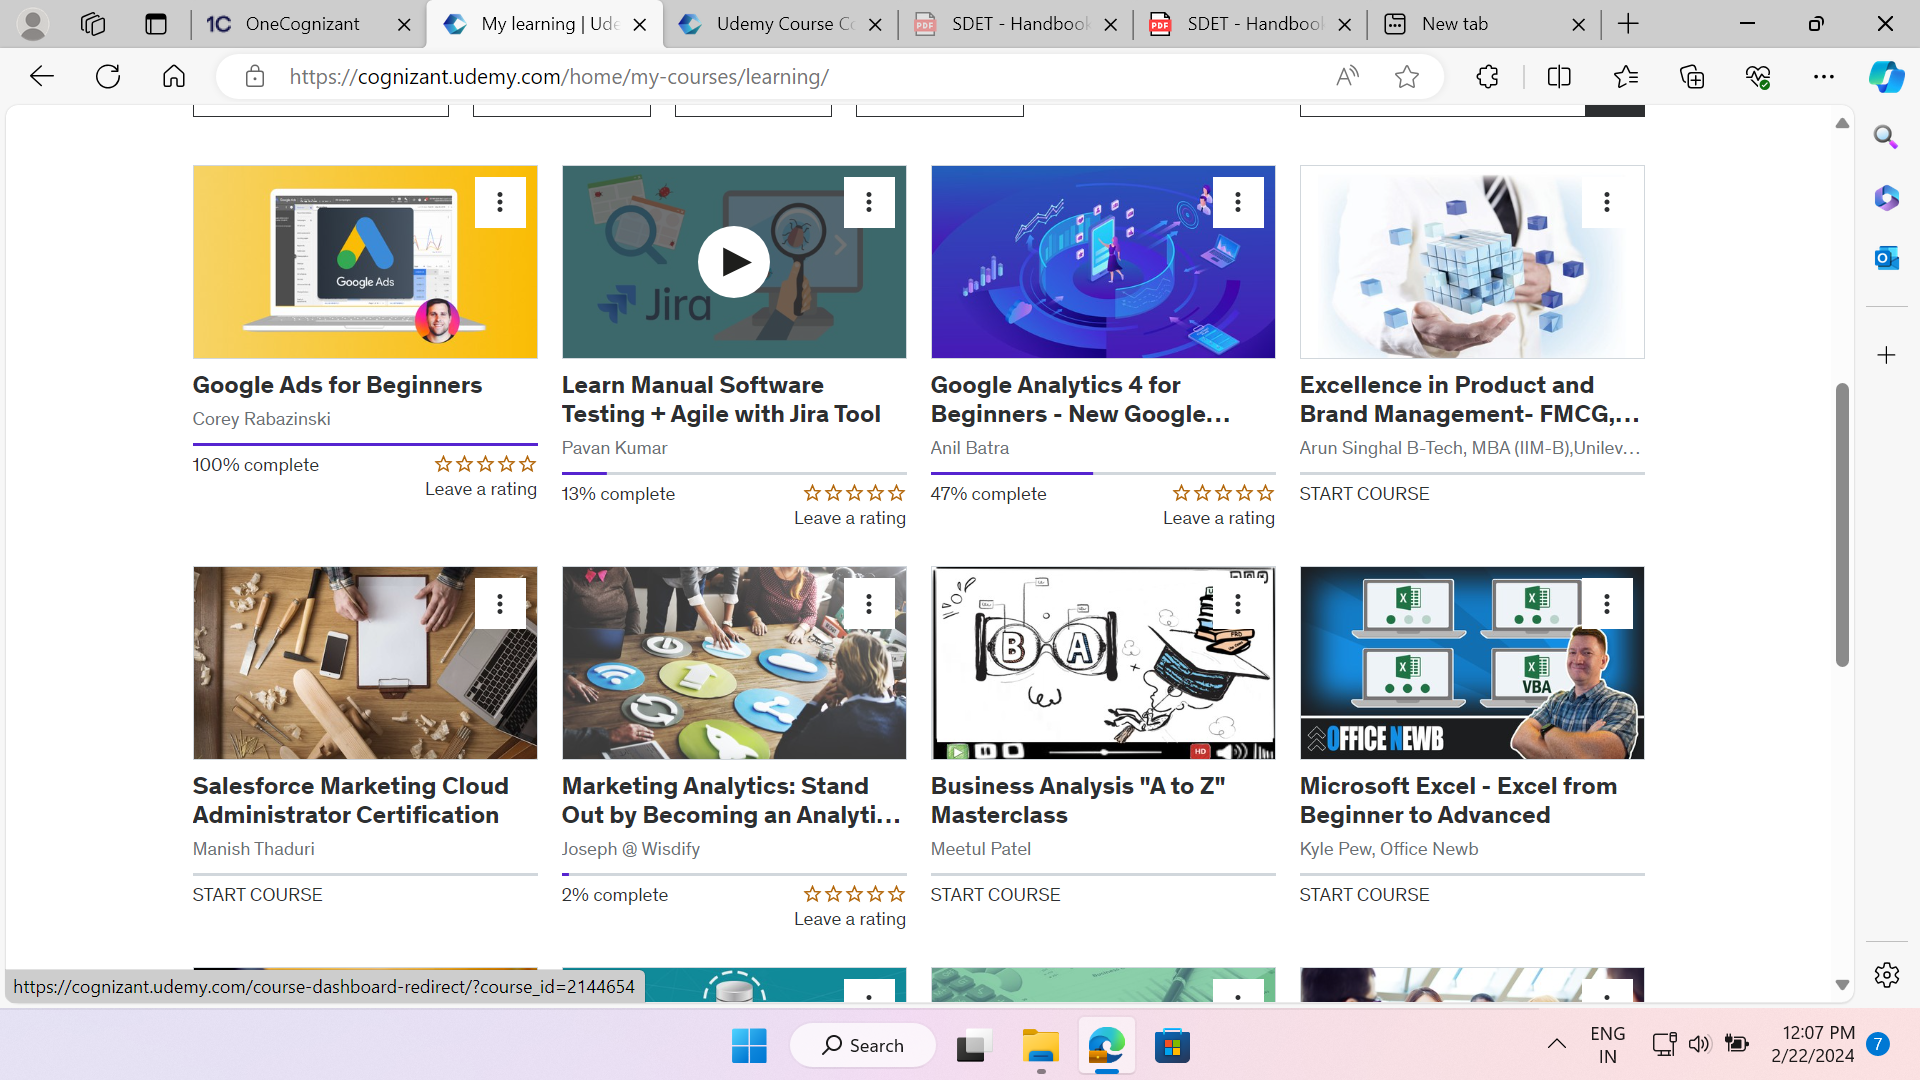 OneCognizant
My learning | Ude
Udemy Course Co
SDET - Handbook
SDET - Handbook
New tab
https://cognizant.udemy.com/home/my-courses/learning/
Google Ads
Jira
Google Ads for Beginners
Corey Rabazinski
100% complete
Leave a rating
Learn Manual Software
Testing + Agile with Jira Tool
Pavan Kumar
13% complete
Leave a rating
Google Analytics 4 for
Beginners - New Google...
Anil Batra
47% complete
Leave a rating
Excellence in Product and
Brand Management- FMCG,...
Arun Singhal B-Tech, MBA (IIM-B),Unilev...
START COURSE
B A
HD
VBA
OFFICE NEWB
Salesforce Marketing Cloud
Administrator Certification
Manish Thaduri
START COURSE
Marketing Analytics: Stand
Out by Becoming an Analyti...
Joseph @ Wisdify
2% complete
Leave a rating
Business Analysis "A to Z"
Masterclass
Meetul Patel
START COURSE
Microsoft Excel - Excel from
Beginner to Advanced
Kyle Pew, Office Newb
START COURSE
https://cognizant.udemy.com/course-dashboard-redirect/?course_id=2144654
Search
ENG
IN
12:07 PM
2/22/2024
7